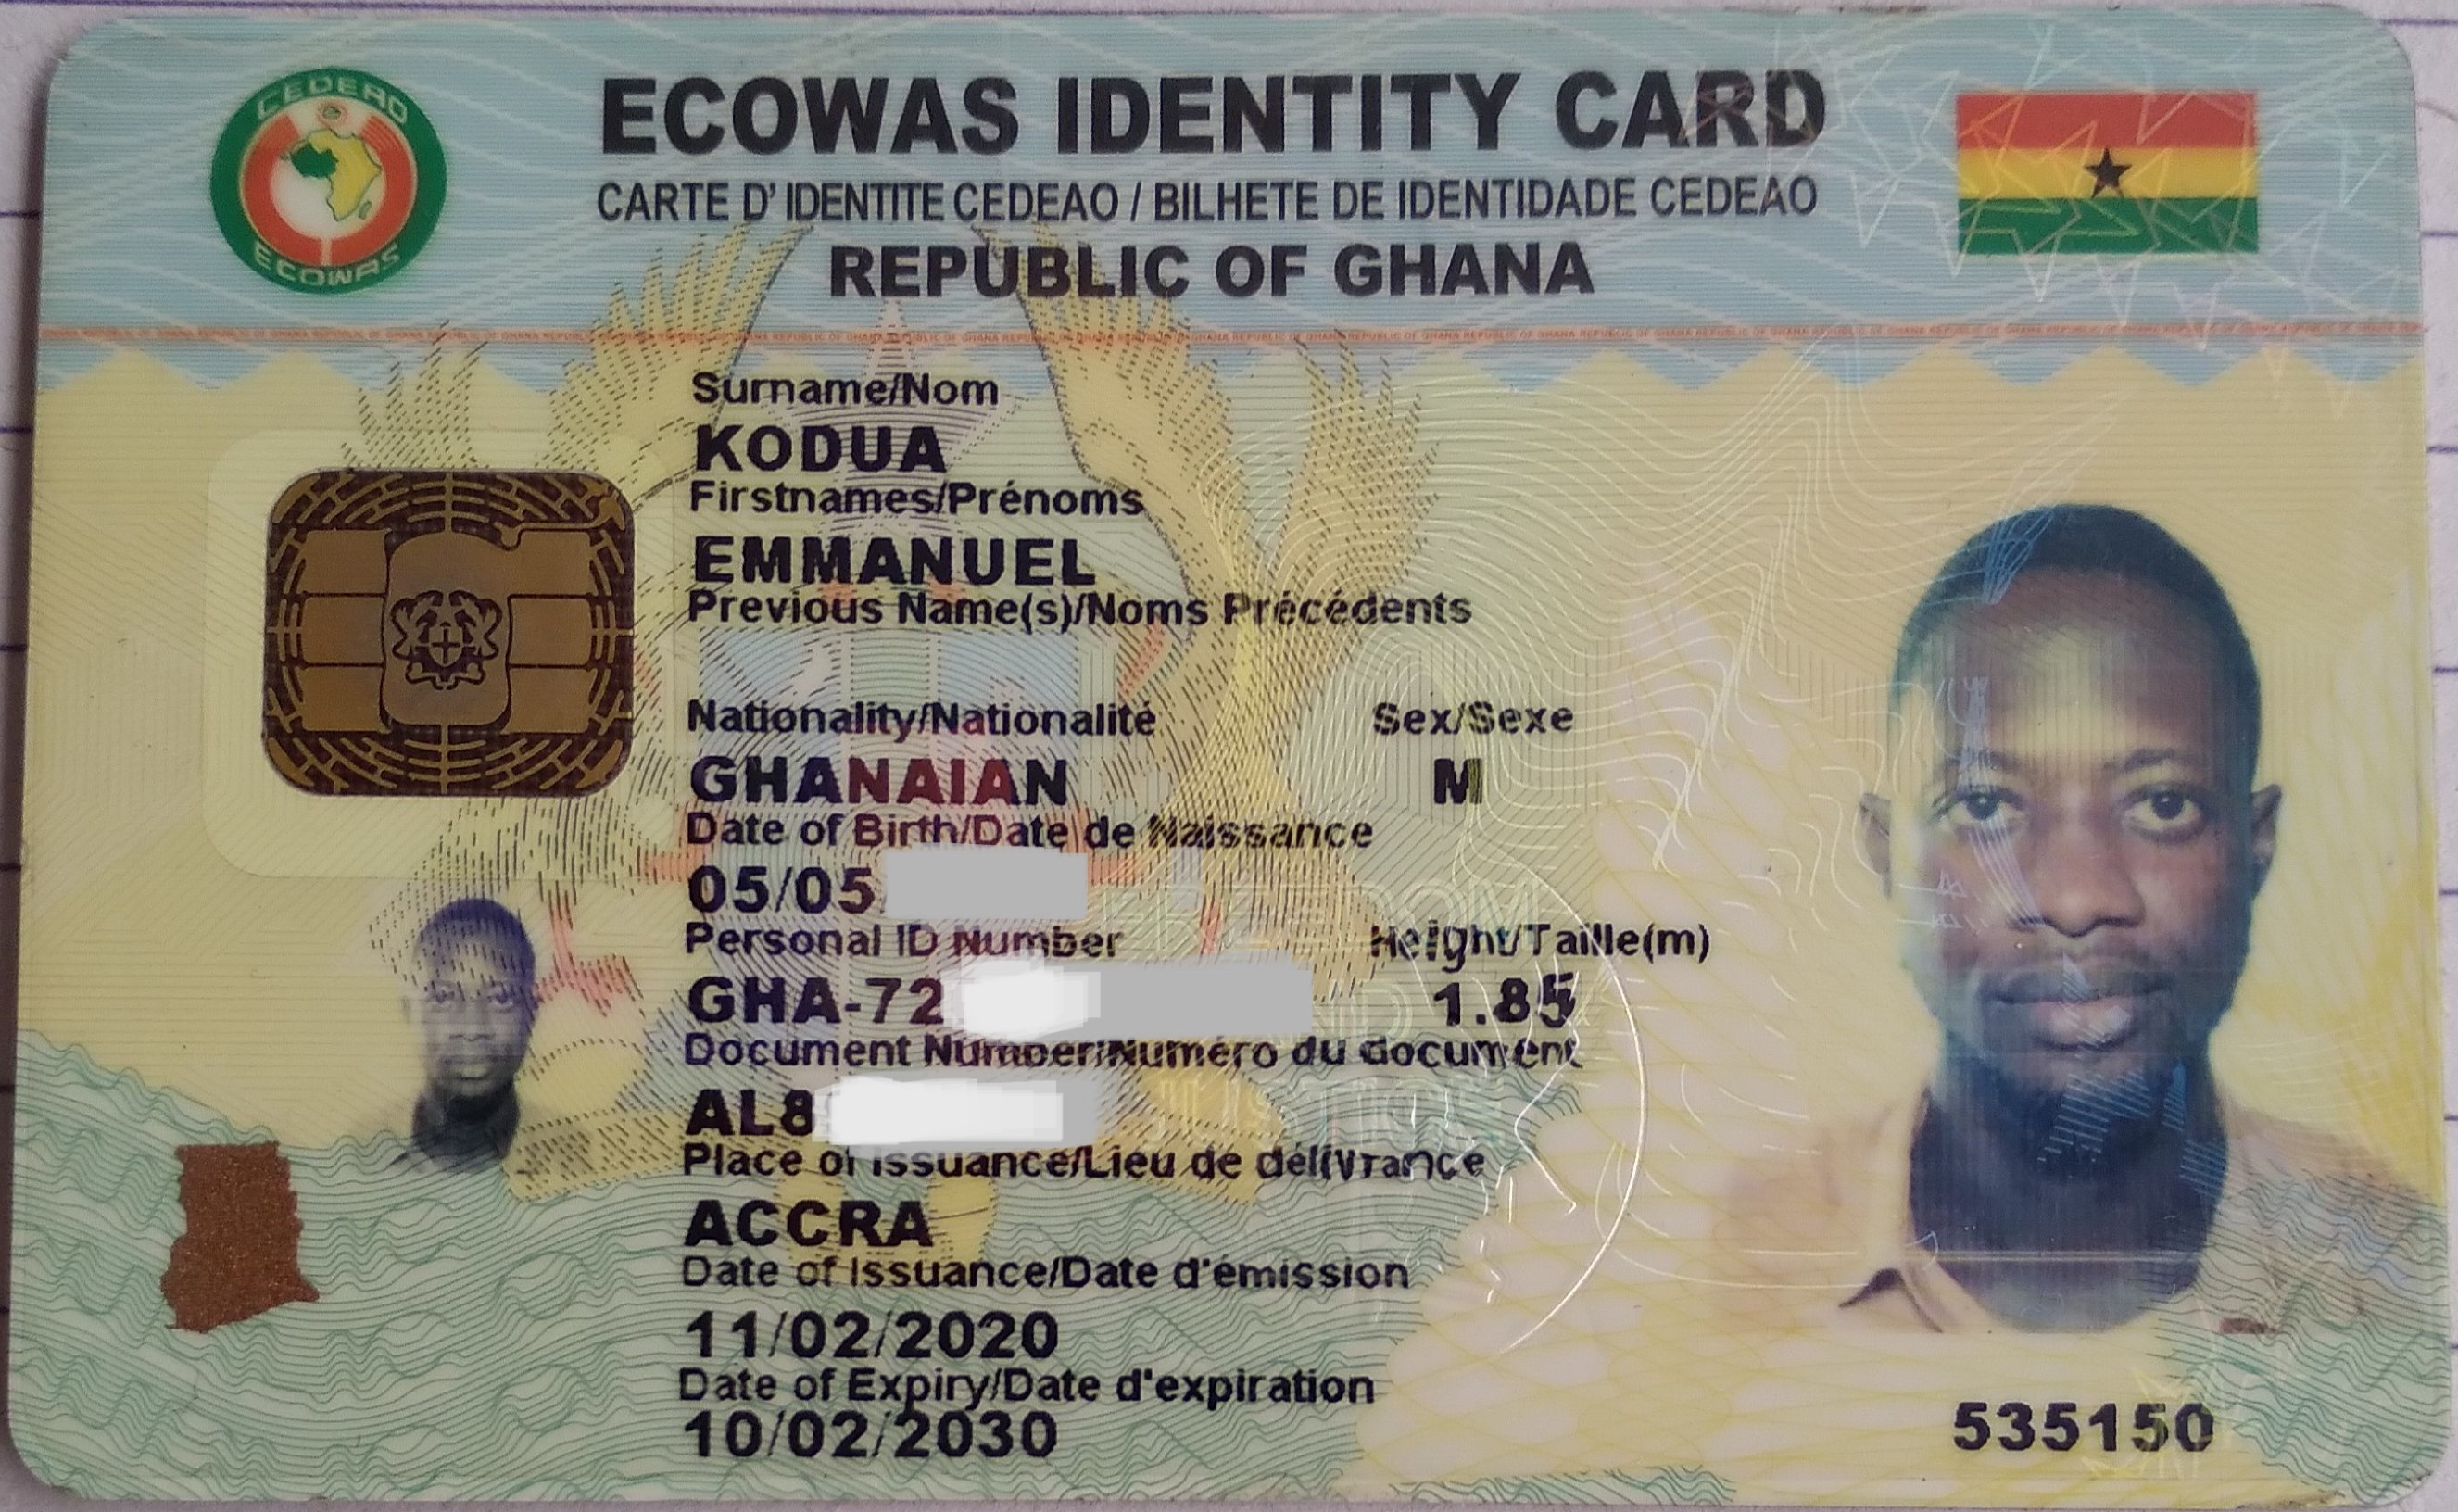 CEDEAO
ECOWAS
ECOWAS IDENTITY CARD
CARTE D' IDENTITE CEDEAO / BILHETE DE IDENTIDADE CEDEAO
REPUBLIC OF GHANA
Surname/Nom
KODUA
Firstnames/Prénoms
EMMANUEL
Previous Name(s)/Noms Précédents
Nationality/Nationalité Sex/Sexe
GHANAIAN M
Date of Birth/Date de Naissance
05/05
Personal ID Number Height/Taille(m)
GHA-72 1.85
Document Number/Numéro du document
AL8
Place of Issuance/Lieu de délivrance
ACCRA
Date of Issuance/Date d'émission
11/02/2020
Date of Expiry/Date d'expiration
10/02/2030
535150
FREEDOM
AND
JUSTICE